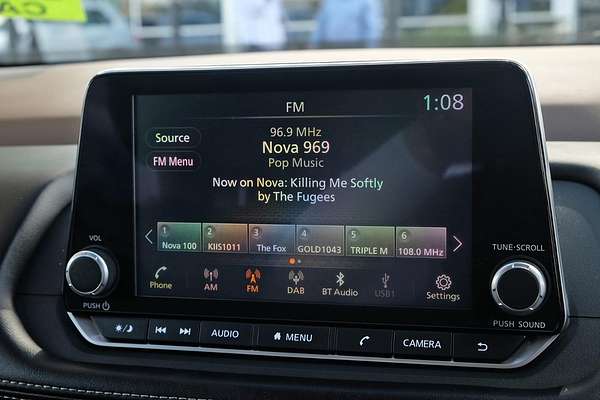 CA
FM
1:08
Source
FM Menu
96.9 MHz
Nova 969
Pop Music
Now on Nova: Killing Me Softly
by The Fugees
1
Nova 100
2
KIIS1011
3
The Fox
4
GOLD1043
5
TRIPLE M
6
108.0 MHz
Phone
AM
FM
DAB
BT Audio
USB1
Settings
VOL
PUSH
TUNE·SCROLL
PUSH SOUND
AUDIO
MENU
CAMERA